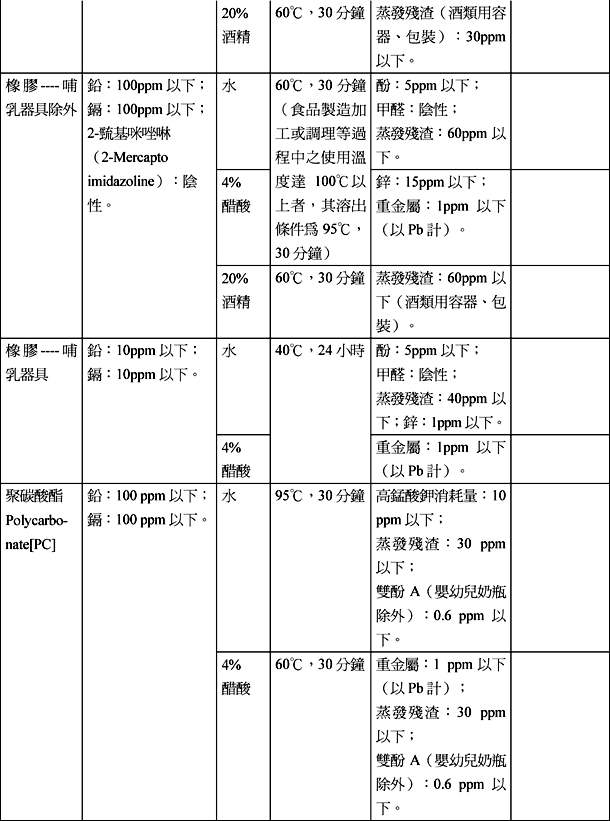 20%
酒精
60℃，30 分鐘
蒸發殘渣（酒類用容
器、包裝）：30ppm
以下。
橡膠----哺
乳器具除外
鉛：100ppm 以下；
鎘：100ppm 以下；
2-巰基咪唑啉
（2-Mercapto
imidazoline）：陰
性。
水
60℃，30 分鐘
（食品製造加
工或調理等過
程中之使用溫
度達 100℃以
上者，其溶出
條件為 95℃，
30 分鐘）
酚：5ppm 以下；
甲醛：陰性；
蒸發殘渣：60ppm 以
下。
4%
醋酸
鋅：15ppm 以下；
重金屬：1ppm 以下
（以 Pb 計）。
20%
酒精
60℃，30 分鐘
蒸發殘渣：60ppm 以
下（酒類用容器、包
裝）。
橡膠----哺
乳器具
鉛：10ppm 以下；
鎘：10ppm 以下。
水
40℃，24 小時
酚：5ppm 以下；
甲醛：陰性；
蒸發殘渣：40ppm 以
下；鋅：1ppm 以下。
4%
醋酸
重金屬：1ppm 以下
（以 Pb 計）。
聚碳酸酯
Polycarbo-
nate[PC]
鉛：100 ppm 以下；
鎘：100 ppm 以下。
水
95℃，30 分鐘
高錳酸鉀消耗量：10
ppm 以下；
蒸發殘渣：30 ppm
以下；
雙酚 A（嬰幼兒奶瓶
除外）：0.6 ppm 以
下。
4%
醋酸
60℃，30 分鐘
重金屬：1 ppm 以下
（以 Pb 計）；
蒸發殘渣：30 ppm
以下；
雙酚 A（嬰幼兒奶瓶
除外）：0.6 ppm 以
下。